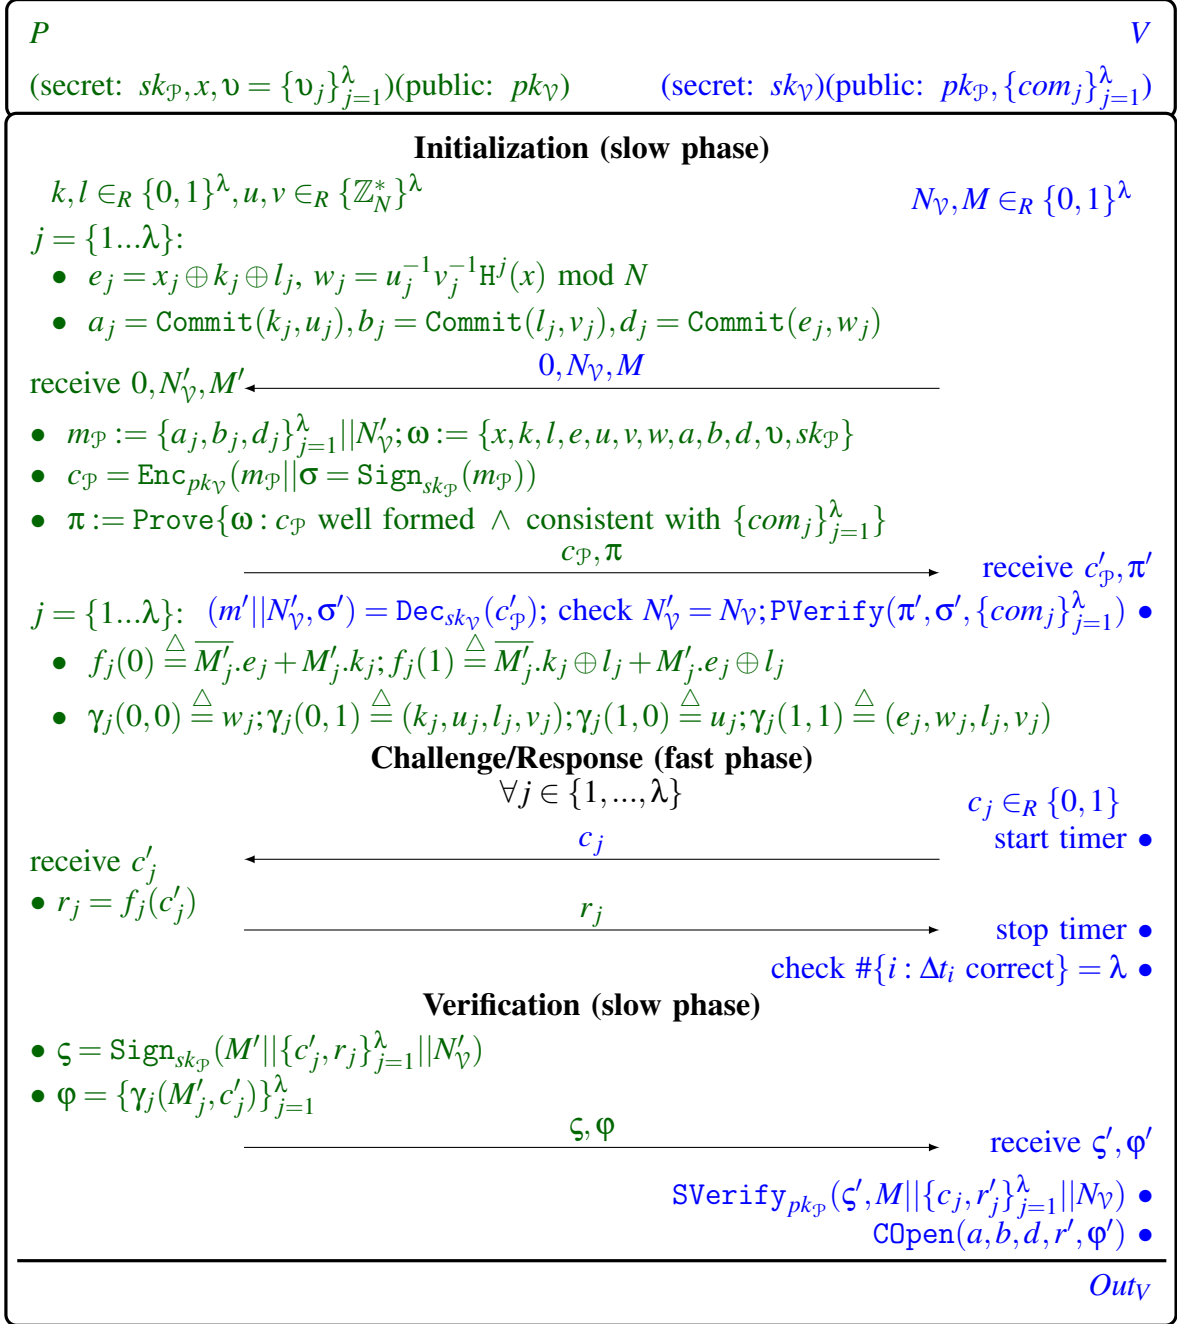 P V
(secret: sk_𝒫, x, υ = {υ_j}_{j=1}^λ)(public: pk_𝒱) (secret: sk_𝒱)(public: pk_𝒫, {com_j}_{j=1}^λ)
Initialization (slow phase)
k, l ∈_R {0,1}^λ, u, v ∈_R {ℤ_N^*}^λ N_𝒱, M ∈_R {0,1}^λ
j = {1...λ}:
• e_j = x_j ⊕ k_j ⊕ l_j, w_j = u_j^{-1} v_j^{-1} H^j(x) mod N
• a_j = Commit(k_j, u_j), b_j = Commit(l_j, v_j), d_j = Commit(e_j, w_j)
0, N_𝒱, M
receive 0, N′_𝒱, M′
• m_𝒫 := {a_j, b_j, d_j}_{j=1}^λ||N′_𝒱; ω := {x, k, l, e, u, v, w, a, b, d, υ, sk_𝒫}
• c_𝒫 = Enc_{pk_𝒱}(m_𝒫||σ = Sign_{sk_𝒫}(m_𝒫))
• π := Prove{ω : c_𝒫 well formed ∧ consistent with {com_j}_{j=1}^λ}
c_𝒫, π
receive c′_𝒫, π′
j = {1...λ}: (m′||N′_𝒱, σ′) = Dec_{sk_𝒱}(c′_𝒫); check N′_𝒱 = N_𝒱; PVerify(π′, σ′, {com_j}_{j=1}^λ) •
• f_j(0) ≜ \overline{M′_j}.e_j + M′_j.k_j; f_j(1) ≜ \overline{M′_j}.k_j ⊕ l_j + M′_j.e_j ⊕ l_j
• γ_j(0,0) ≜ w_j; γ_j(0,1) ≜ (k_j, u_j, l_j, v_j); γ_j(1,0) ≜ u_j; γ_j(1,1) ≜ (e_j, w_j, l_j, v_j)
Challenge/Response (fast phase)
∀j ∈ {1,...,λ} c_j ∈_R {0,1}
c_j start timer •
receive c′_j
• r_j = f_j(c′_j)
r_j
stop timer •
check #{i : Δt_i correct} = λ •
Verification (slow phase)
• ς = Sign_{sk_𝒫}(M′||{c′_j, r_j}_{j=1}^λ||N′_𝒱)
• φ = {γ_j(M′_j, c′_j)}_{j=1}^λ
ς, φ
receive ς′, φ′
SVerify_{pk_𝒫}(ς′, M||{c_j, r′_j}_{j=1}^λ||N_𝒱) •
COpen(a, b, d, r′, φ′) •
Out_V